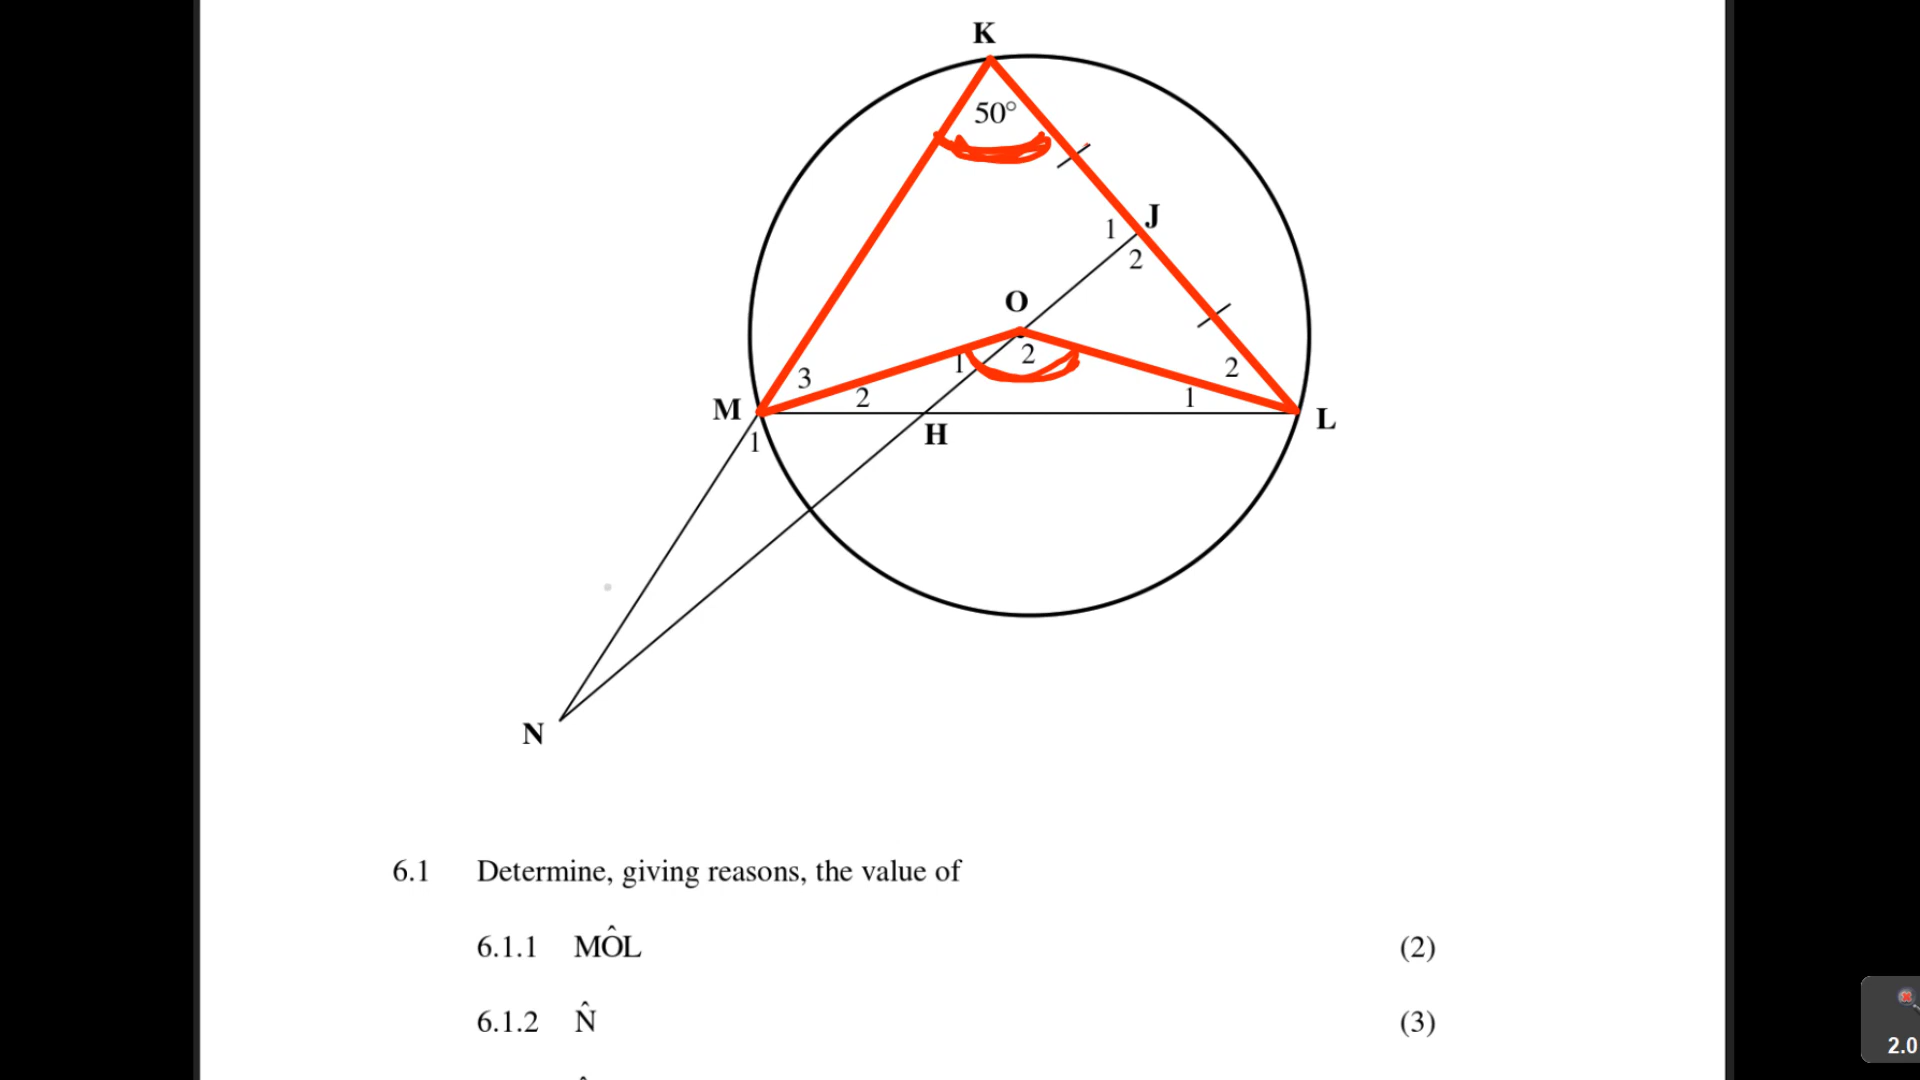 K
50°
J
1
2
O
2
1
2
3
2
1
M
L
1
H
N
6.1 Determine, giving reasons, the value of
6.1.1 MÔL (2)
6.1.2 N̂ (3)
2.0